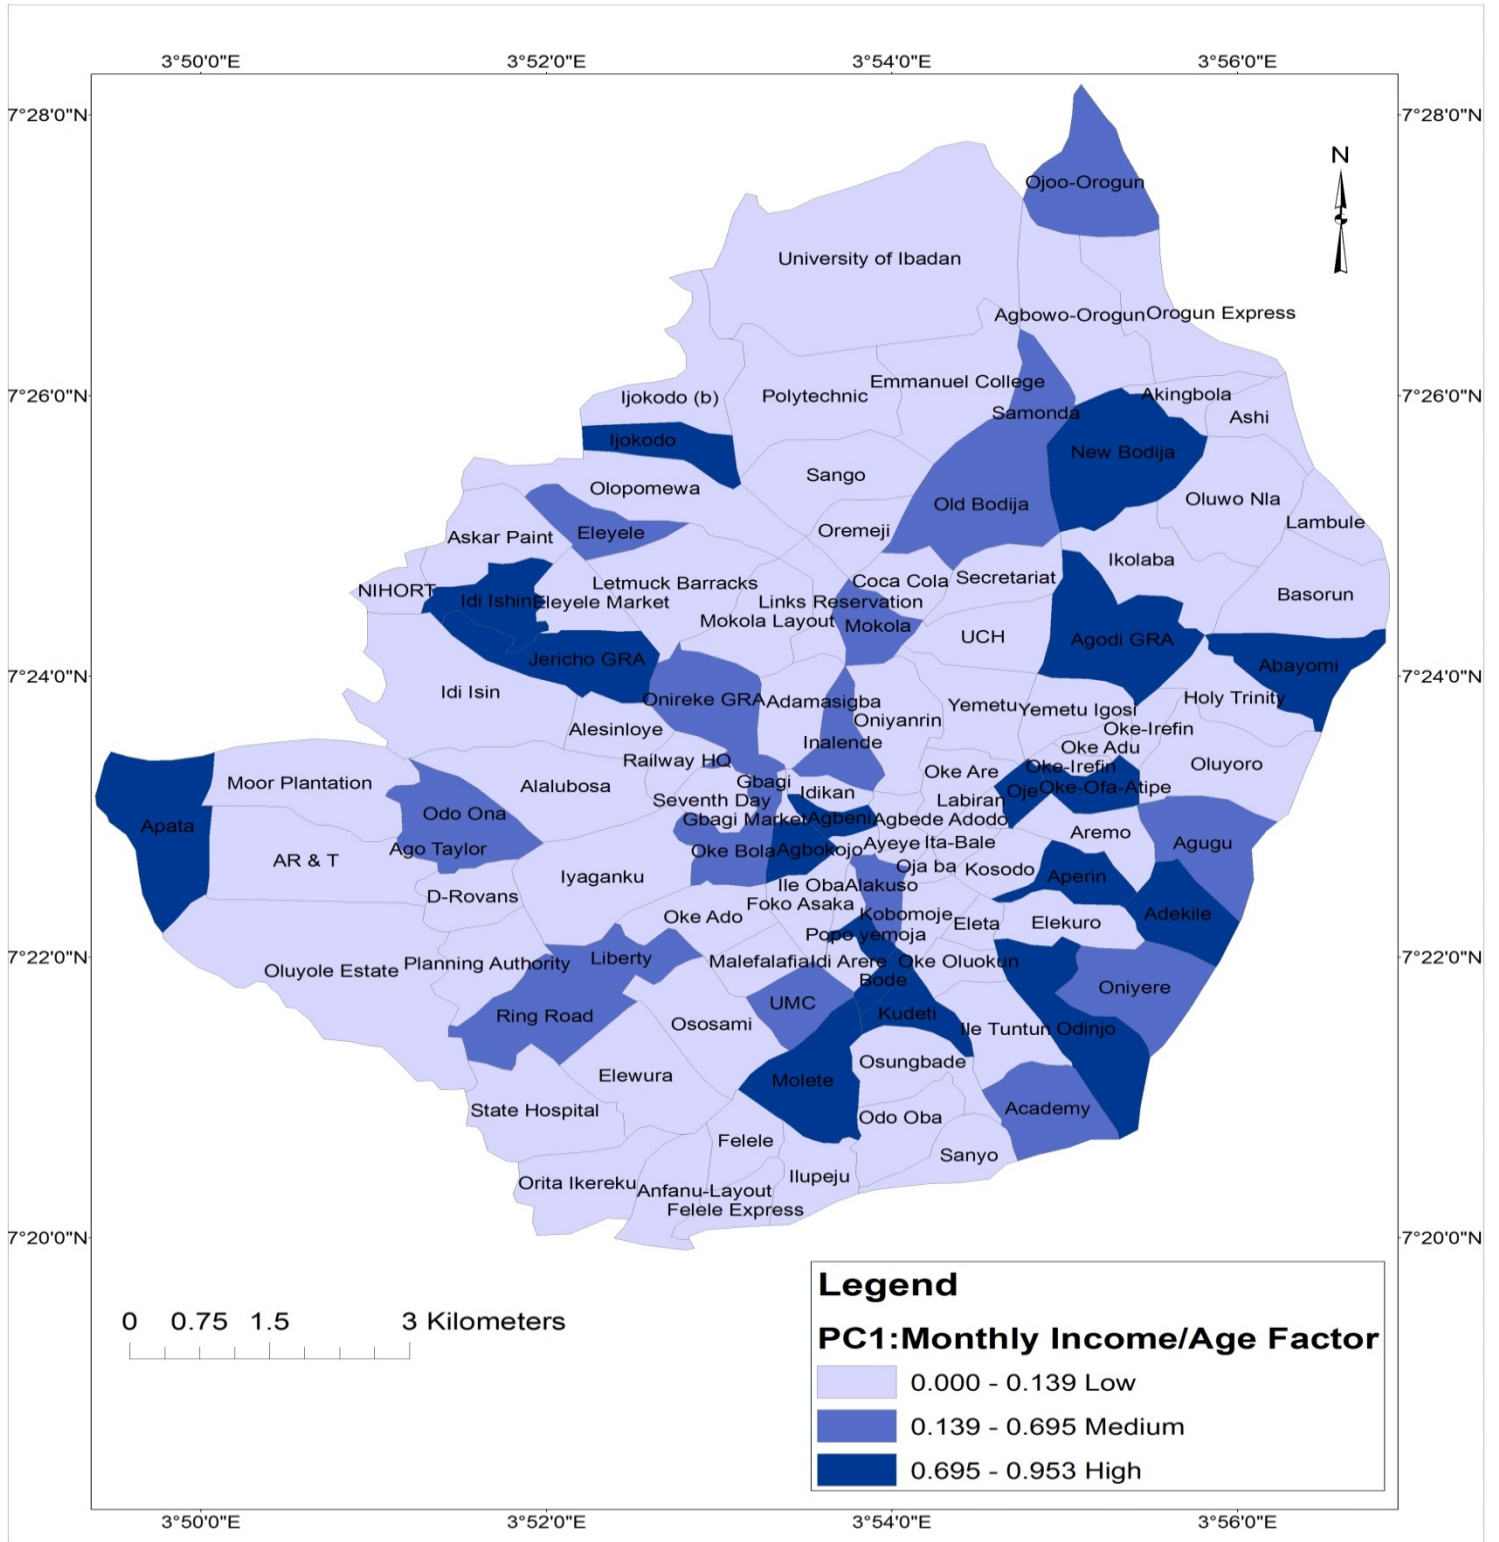 3°50'0"E 3°52'0"E 3°54'0"E 3°56'0"E
7°28'0"N 7°28'0"N
N
Ojoo-Orogun
University of Ibadan
Agbowo-Orogun Orogun Express
Emmanuel College
7°26'0"N 7°26'0"N
Ijokodo (b) Polytechnic Akingbola
Samonda Ashi
Ijokodo New Bodija
Sango
Olopomewa Old Bodija Oluwo Nla
Lambule
Askar Paint Eleyele Oremeji
Ikolaba
NIHORT Letmuck Barracks Coca Cola Secretariat
Basorun
Idi Ishin Eleyele Market Links Reservation
Mokola Layout Mokola UCH Agodi GRA
Jericho GRA Abayomi
7°24'0"N 7°24'0"N
Idi Isin Onireke GRA Adamasigba Yemetu Yemetu Igosi Holy Trinity
Alesinloye Oniyanrin Oke-Irefin
Inalende Oke Adu
Railway HQ Oke-Irefin Oluyoro
Moor Plantation Alalubosa Gbagi Idikan Oke Are Oje Oke-Ofa-Atipe
Seventh Day Labiran
Apata Odo Ona Gbagi Market Agbeni Agbede Adodo Aremo
Ago Taylor Oke Bola Agbokojo Ayeye Ita-Bale Agugu
AR & T Iyaganku Oja ba Kosodo Aperin
D-Rovans Ile Oba Alakuso
Foko Asaka
Oke Ado Kobomoje Eleta Elekuro Adekile
Popo yemoja
7°22'0"N 7°22'0"N
Oluyole Estate Planning Authority Liberty Malefalafia Idi Arere Oke Oluokun
Bode Oniyere
Ring Road Ososami UMC Kudeti Ile Tuntun Odinjo
Elewura Molete Osungbade
State Hospital Odo Oba Academy
Felele Sanyo
Orita Ikereku Anfanu-Layout Ilupeju
Felele Express
7°20'0"N 7°20'0"N
Legend
PC1:Monthly Income/Age Factor
0.000 - 0.139 Low
0.139 - 0.695 Medium
0.695 - 0.953 High
0 0.75 1.5 3 Kilometers
3°50'0"E 3°52'0"E 3°54'0"E 3°56'0"E